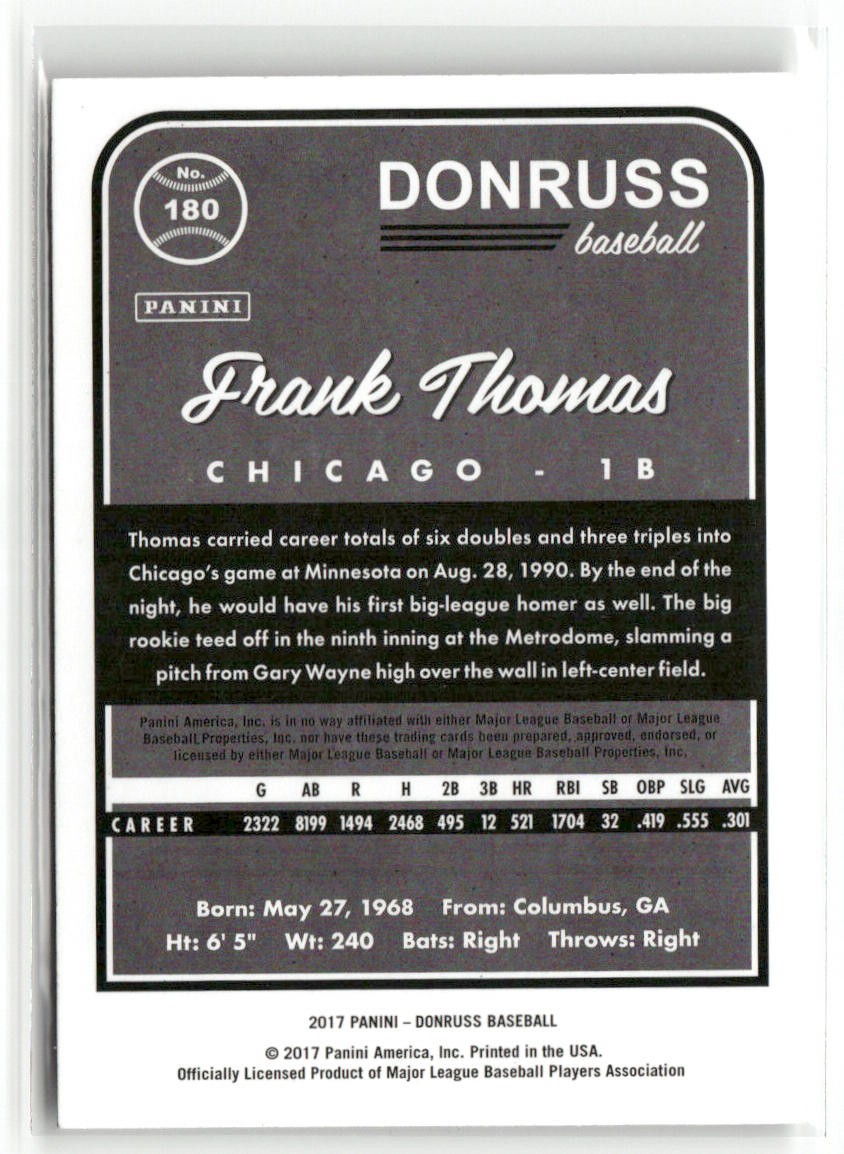 No.
180
DONRUSS
baseball
PANINI
Frank Thomas
CHICAGO - 1B
Thomas carried career totals of six doubles and three triples into
Chicago's game at Minnesota on Aug. 28, 1990. By the end of the
night, he would have his first big-league homer as well. The big
rookie teed off in the ninth inning at the Metrodome, slamming a
pitch from Gary Wayne high over the wall in left-center field.
Panini America, Inc. is in no way affiliated with either Major League Baseball or Major League
Baseball Properties, Inc. nor have these trading cards been prepared, approved, endorsed, or
licensed by either Major League Baseball or Major League Baseball Properties, Inc.
G AB R H 2B 3B HR RBI SB OBP SLG AVG
CAREER 2322 8199 1494 2468 495 12 521 1704 32 .419 .555 .301
Born: May 27, 1968 From: Columbus, GA
Ht: 6' 5" Wt: 240 Bats: Right Throws: Right
2017 PANINI – DONRUSS BASEBALL
© 2017 Panini America, Inc. Printed in the USA.
Officially Licensed Product of Major League Baseball Players Association